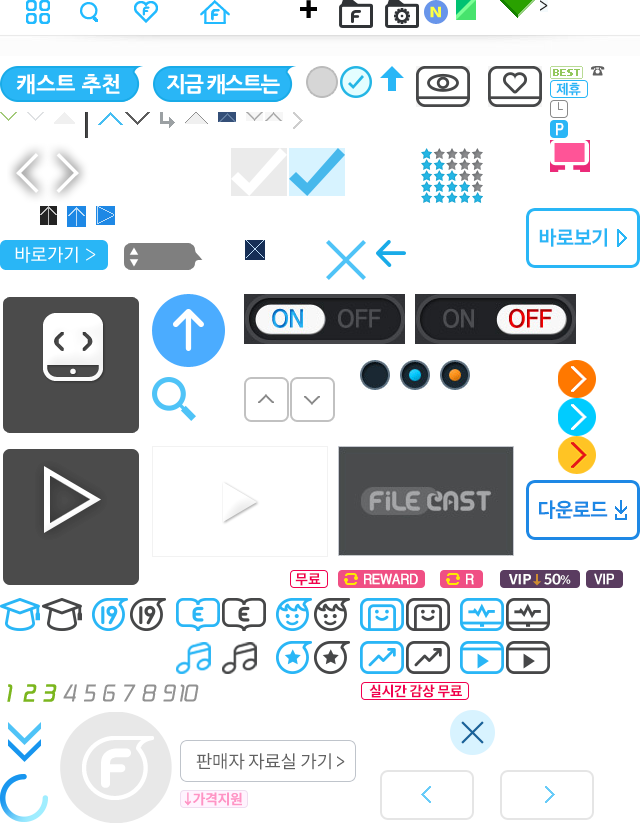 F
F
F
N
캐스트 추천
지금 캐스트는
BEST
제휴
L
P
바로가기 >
바로보기
ON OFF
ON OFF
FiLE CAST
다운로드
무료
REWARD
R
VIP↓50%
VIP
19 19
E E
1 2 3 4 5 6 7 8 9 10
실시간 감상 무료
F
판매자 자료실 가기 >
↓가격지원